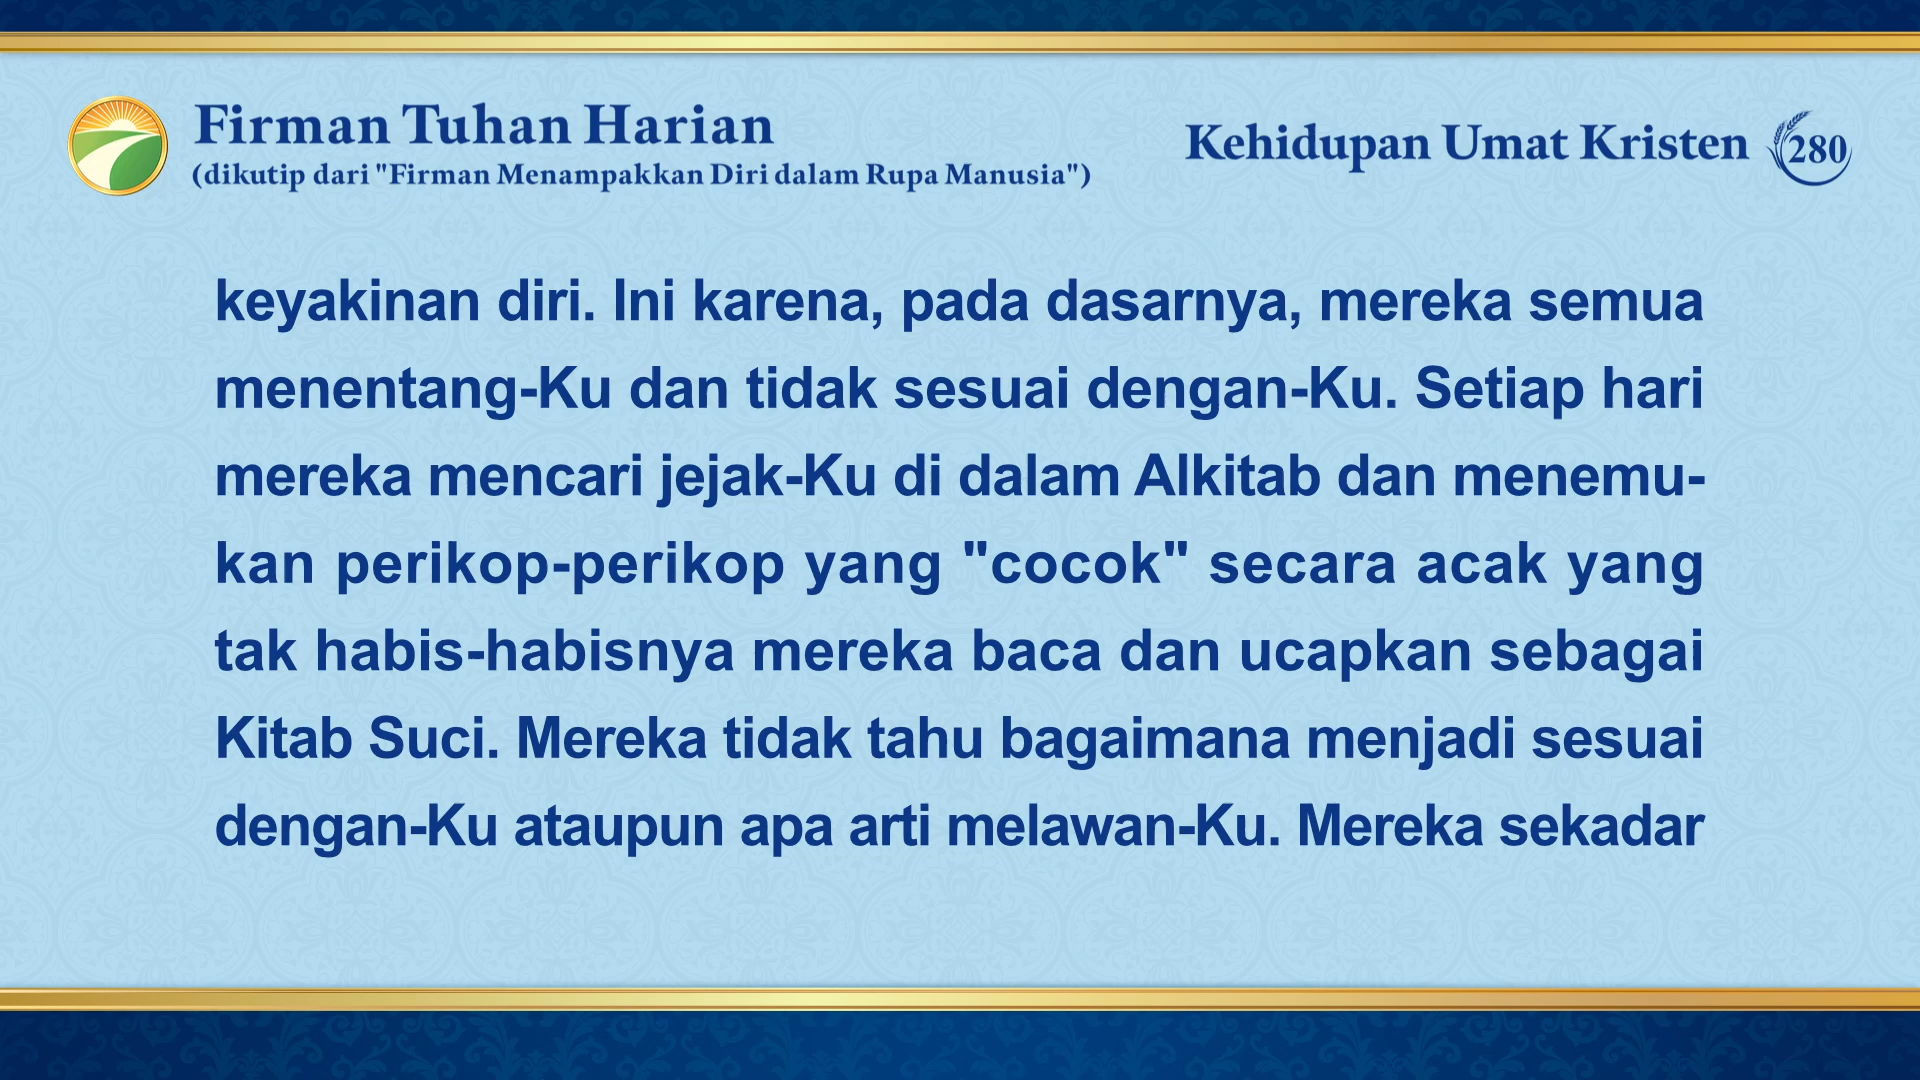 Firman Tuhan Harian
(dikutip dari "Firman Menampakkan Diri dalam Rupa Manusia")
Kehidupan Umat Kristen 280
keyakinan diri. Ini karena, pada dasarnya, mereka semua
menentang-Ku dan tidak sesuai dengan-Ku. Setiap hari
mereka mencari jejak-Ku di dalam Alkitab dan menemu-
kan perikop-perikop yang "cocok" secara acak yang
tak habis-habisnya mereka baca dan ucapkan sebagai
Kitab Suci. Mereka tidak tahu bagaimana menjadi sesuai
dengan-Ku ataupun apa arti melawan-Ku. Mereka sekadar